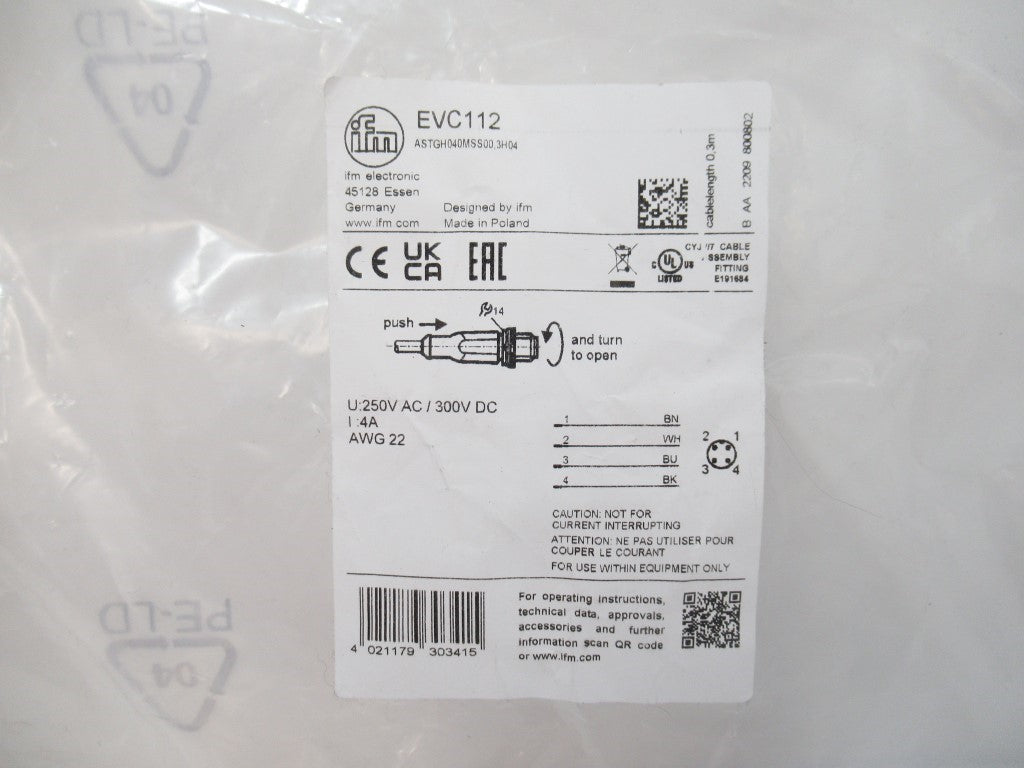 PE-LD
04
ifm
EVC112
ASTGH040MSS00,3H04
ifm electronic
45128 Essen
Germany
www.ifm.com
Designed by ifm
Made in Poland
cablelength 0,3m
B AA 2209 800802
CE
UK
CA
EAC
C UL US
LISTED
CABLE
FITTING
E191684
push
14
and turn
to open
U:250V AC / 300V DC
I :4A
AWG 22
1 BN
2 WH
3 BU
4 BK
2 1
3 4
CAUTION: NOT FOR
CURRENT INTERRUPTING
ATTENTION: NE PAS UTILISER POUR
COUPER LE COURANT
FOR USE WITHIN EQUIPMENT ONLY
4 021179 303415
For operating instructions,
technical data, approvals,
accessories and further
information scan QR code
or www.ifm.com
PE-LD
04